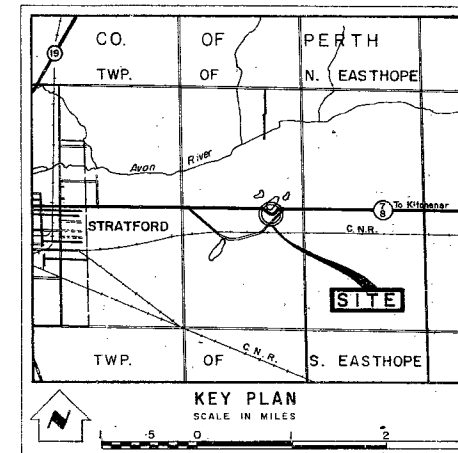 CO. OF PERTH
19
TWP. OF N. EASTHOPE
Avon River
7
8
To Kitchener
C.N.R.
STRATFORD
SITE
C.N.R.
TWP. OF S. EASTHOPE
KEY PLAN
SCALE IN MILES
N
1 .5 0 1 2